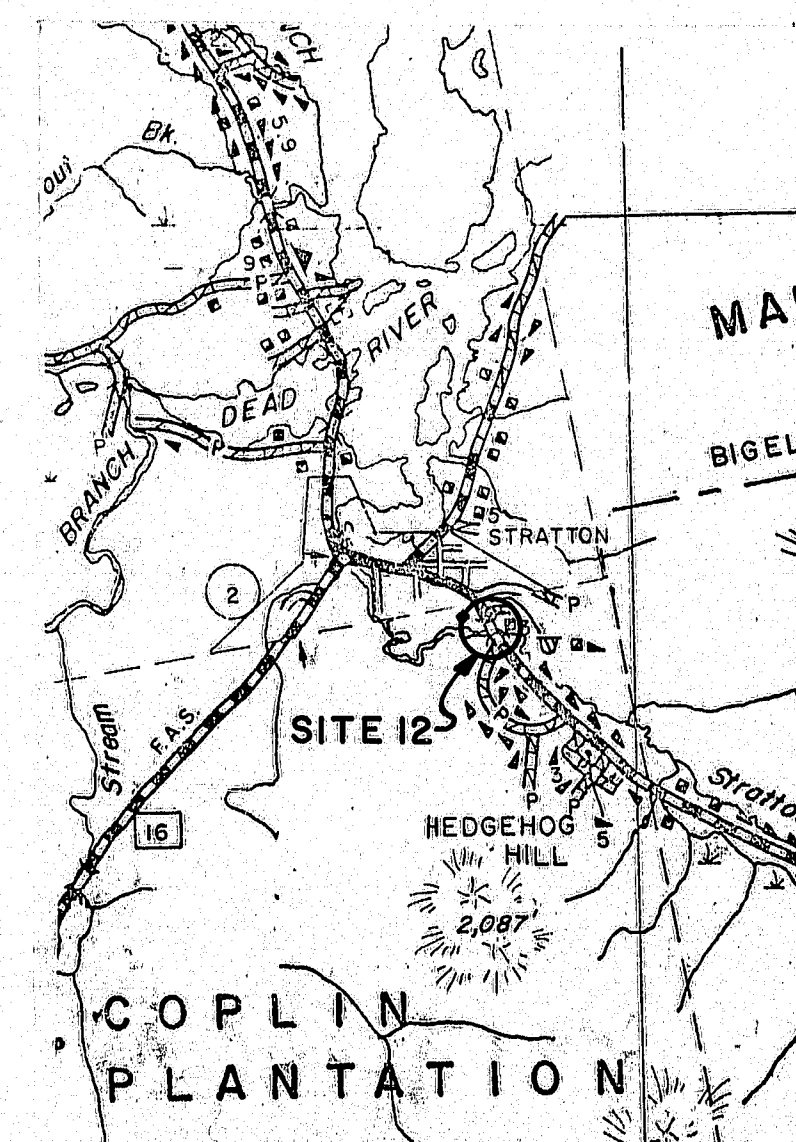 Bk.
5.9
9
P
RIVER
DEAD
P
P
BRANCH
MA
BIGEL
5
STRATTON
2
P
SITE 12
F.A.S.
Stream
16
P
3
P
P
HEDGEHOG
HILL
5
Stratto
2,087'
COPLIN
PLANTATION